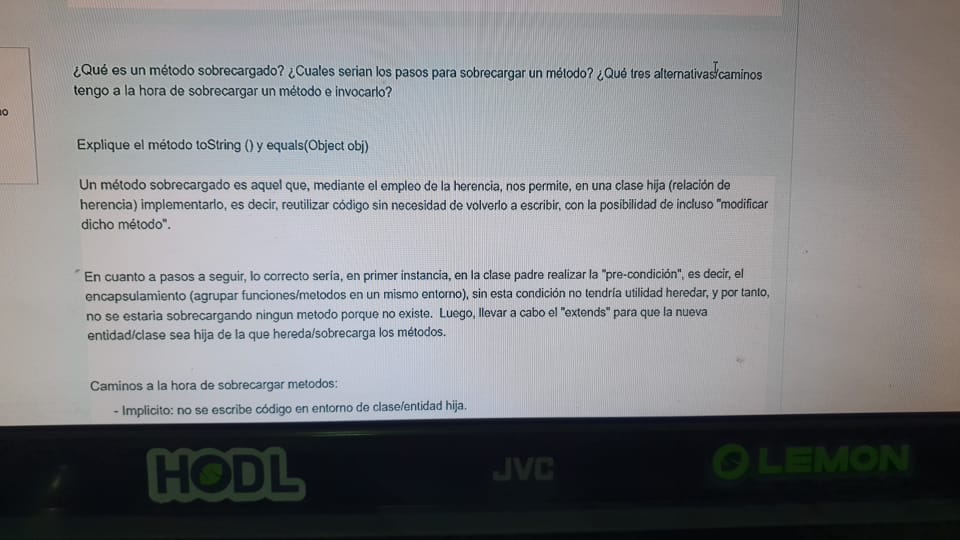 ¿Qué es un método sobrecargado? ¿Cuales serian los pasos para sobrecargar un método? ¿Qué tres alternativas/caminos
tengo a la hora de sobrecargar un método e invocarlo?
no
Explique el método toString () y equals(Object obj)
Un método sobrecargado es aquel que, mediante el empleo de la herencia, nos permite, en una clase hija (relación de
herencia) implementarlo, es decir, reutilizar código sin necesidad de volverlo a escribir, con la posibilidad de incluso "modificar
dicho método".
En cuanto a pasos a seguir, lo correcto sería, en primer instancia, en la clase padre realizar la "pre-condición", es decir, el
encapsulamiento (agrupar funciones/metodos en un mismo entorno), sin esta condición no tendría utilidad heredar, y por tanto,
no se estaria sobrecargando ningun metodo porque no existe. Luego, llevar a cabo el "extends" para que la nueva
entidad/clase sea hija de la que hereda/sobrecarga los métodos.
Caminos a la hora de sobrecargar metodos:
- Implicito: no se escribe código en entorno de clase/entidad hija.
HODL
JVC
LEMON